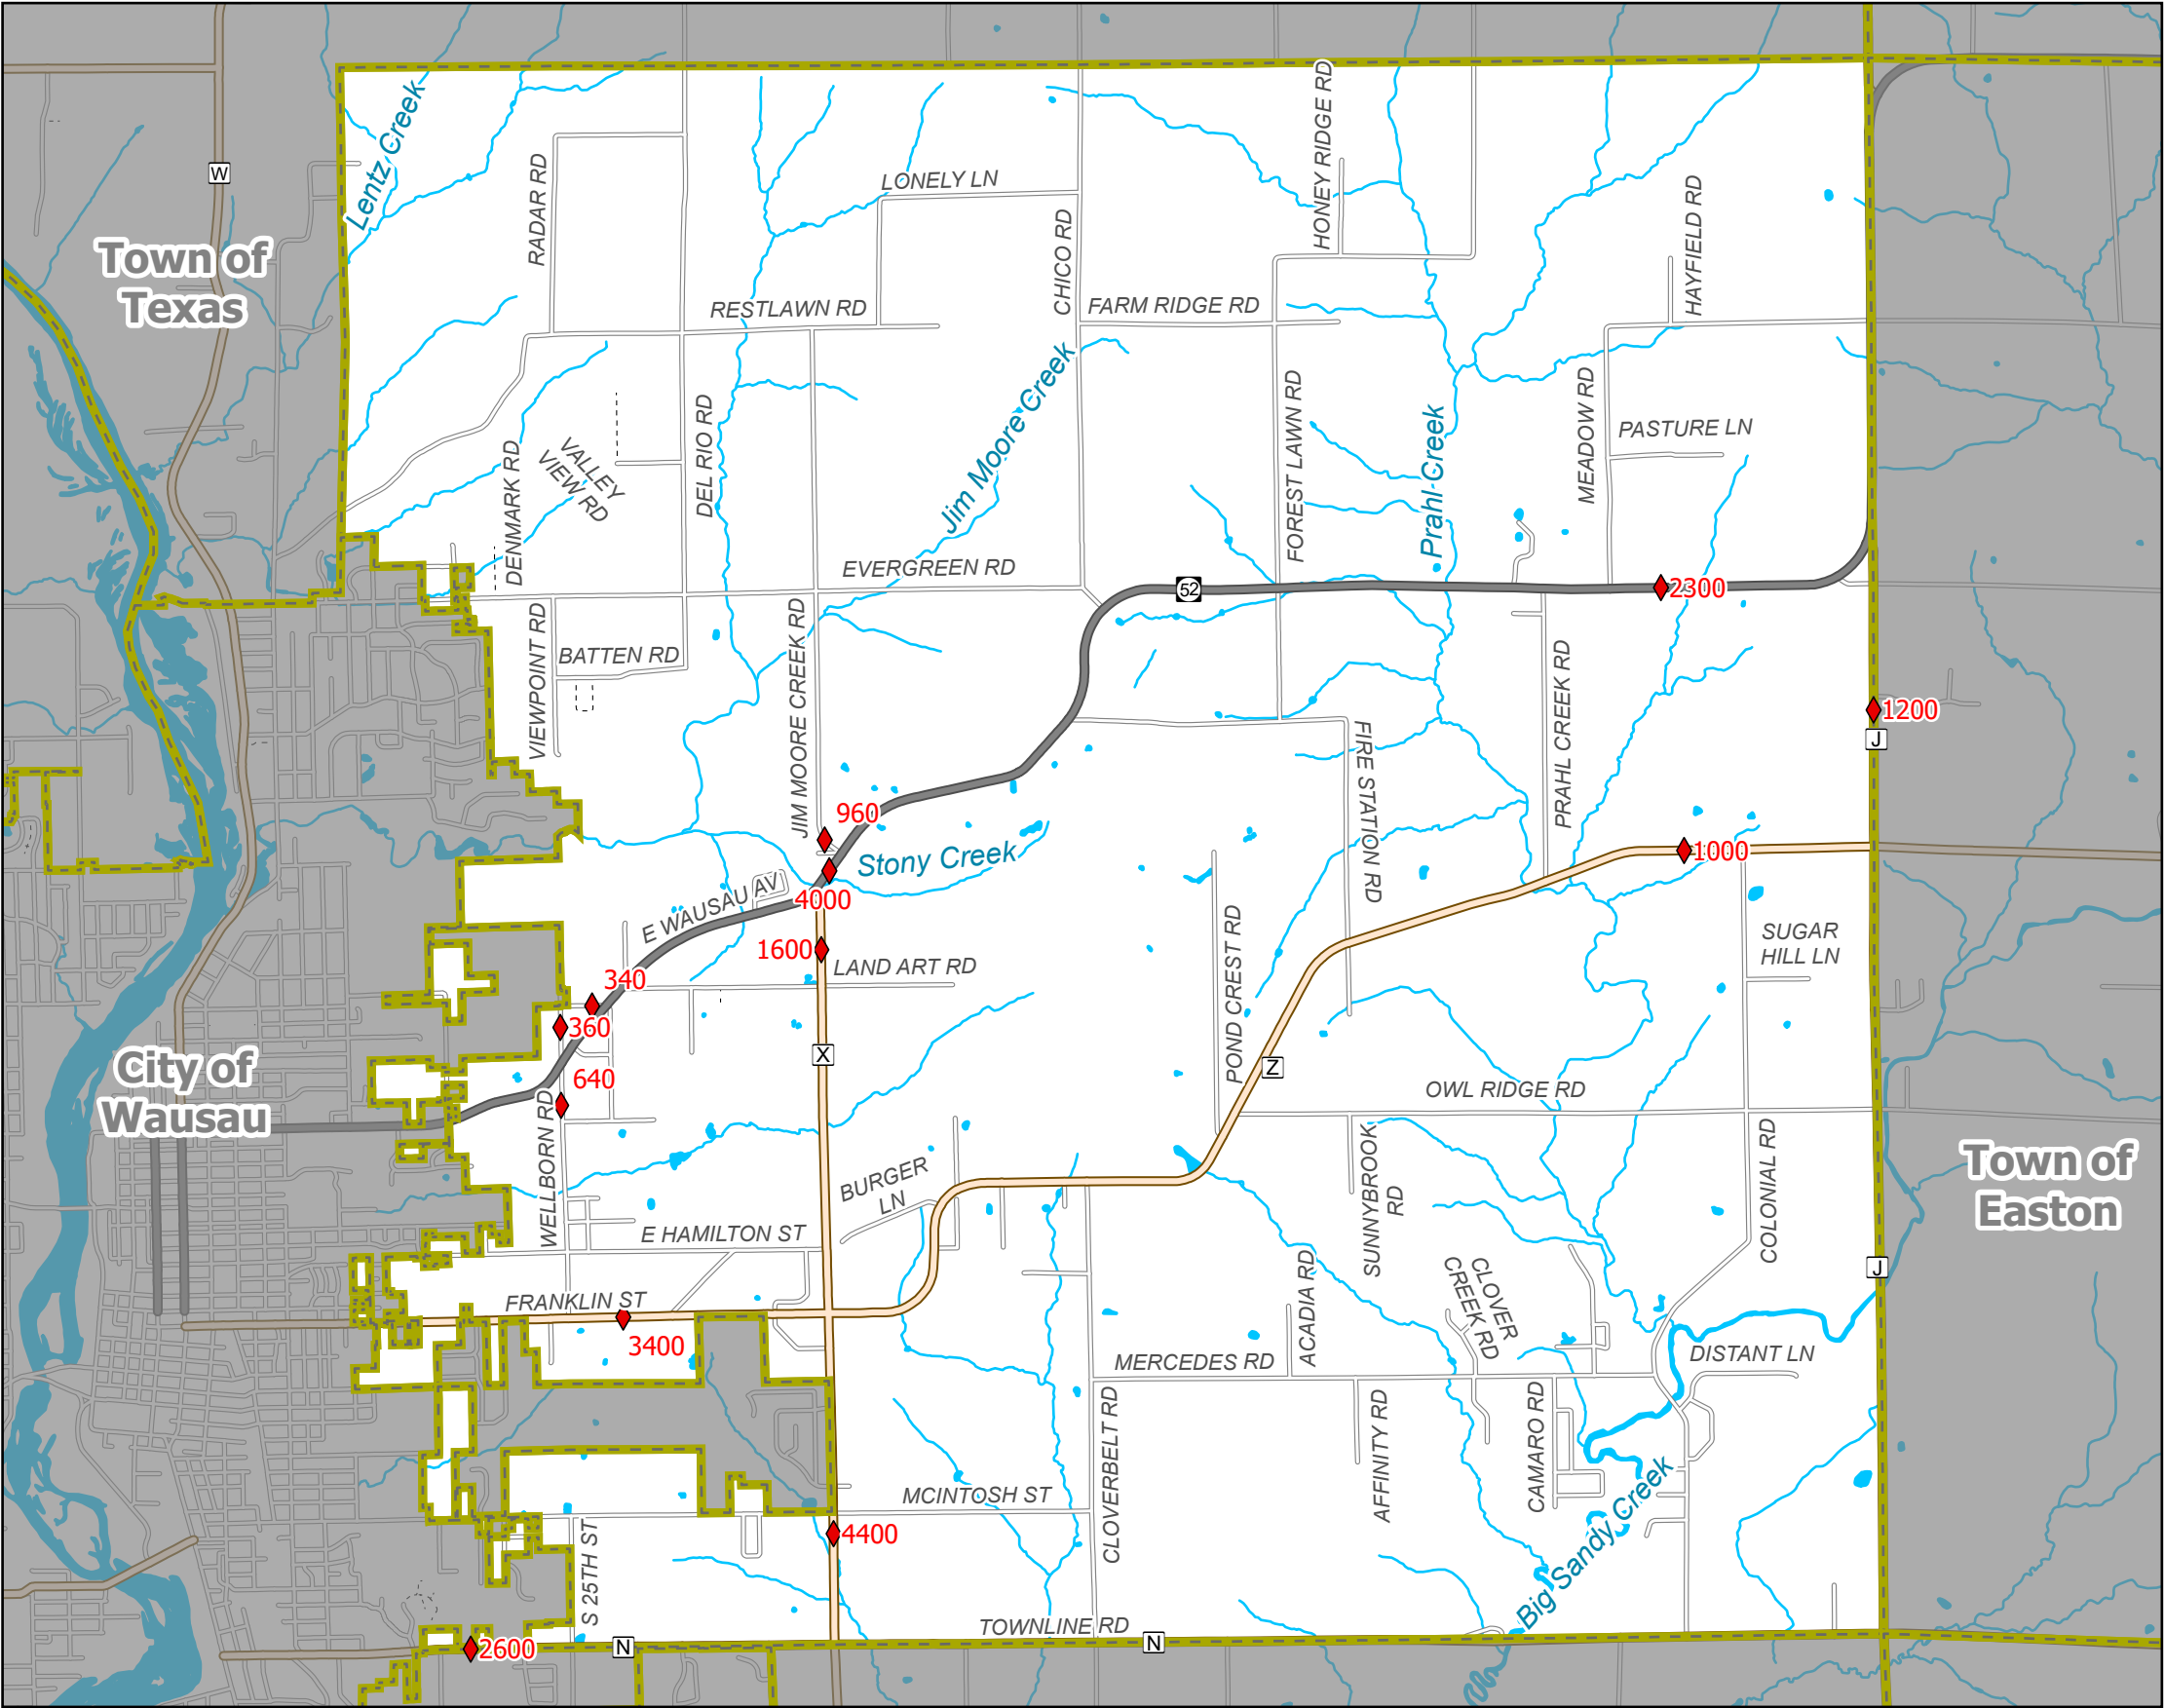 HONEY RIDGE RD
Lentz Creek
W
RADAR RD
LONELY LN
CHICO RD
HAYFIELD RD
Town of
Texas
RESTLAWN RD
FARM RIDGE RD
Jim Moore Creek
DENMARK RD
VALLEY
VIEW RD
DEL RIO RD
FOREST LAWN RD
Prahl Creek
MEADOW RD
PASTURE LN
EVERGREEN RD
52
2300
VIEWPOINT RD
BATTEN RD
JIM MOORE CREEK RD
FIRE STATION RD
PRAHL CREEK RD
1200
J
960
Stony Creek
1000
E WAUSAU AV
4000
1600
LAND ART RD
POND CREST RD
SUGAR
HILL LN
340
360
City of
Wausau
X
Z
640
WELLBORN RD
OWL RIDGE RD
BURGER
LN
SUNNYBROOK
RD
COLONIAL RD
Town of
Easton
E HAMILTON ST
J
ACADIA RD
CLOVER
CREEK RD
FRANKLIN ST
3400
MERCEDES RD
DISTANT LN
CLOVERBELT RD
AFFINITY RD
CAMARO RD
MCINTOSH ST
4400
S 25TH ST
Big Sandy Creek
TOWNLINE RD
2600
N
N